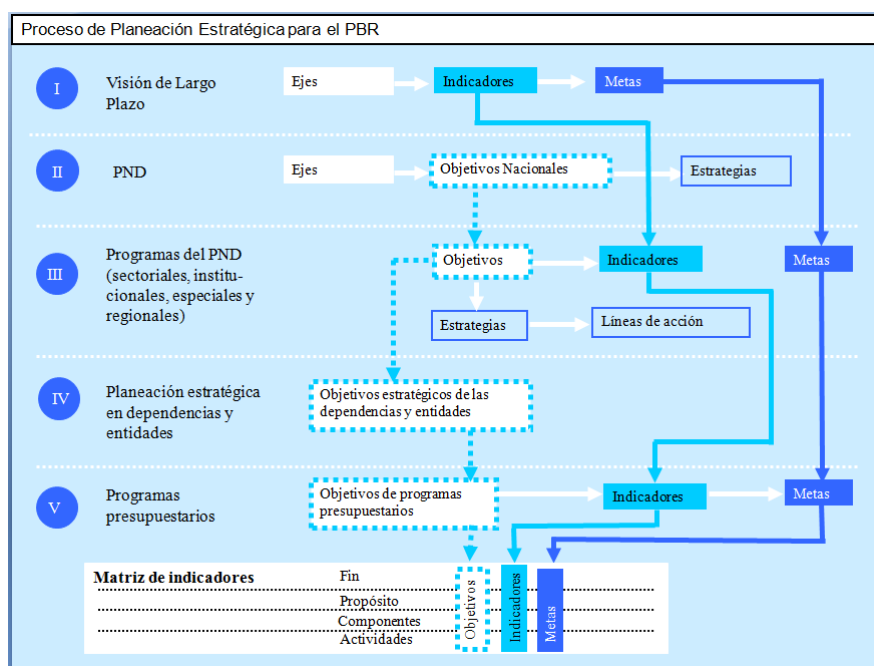 Proceso de Planeación Estratégica para el PBR
I
Visión de Largo
Plazo
Ejes
Indicadores
Metas
II
PND
Ejes
Objetivos Nacionales
Estrategias
III
Programas del PND
(sectoriales, institu-
cionales, especiales y
regionales)
Objetivos
Indicadores
Metas
Estrategias
Líneas de acción
IV
Planeación estratégica
en dependencias y
entidades
Objetivos estratégicos de las
dependencias y entidades
V
Programas
presupuestarios
Objetivos de programas
presupuestarios
Indicadores
Metas
Matriz de indicadores
Fin
Propósito
Componentes
Actividades
Objetivos
Indicadores
Metas